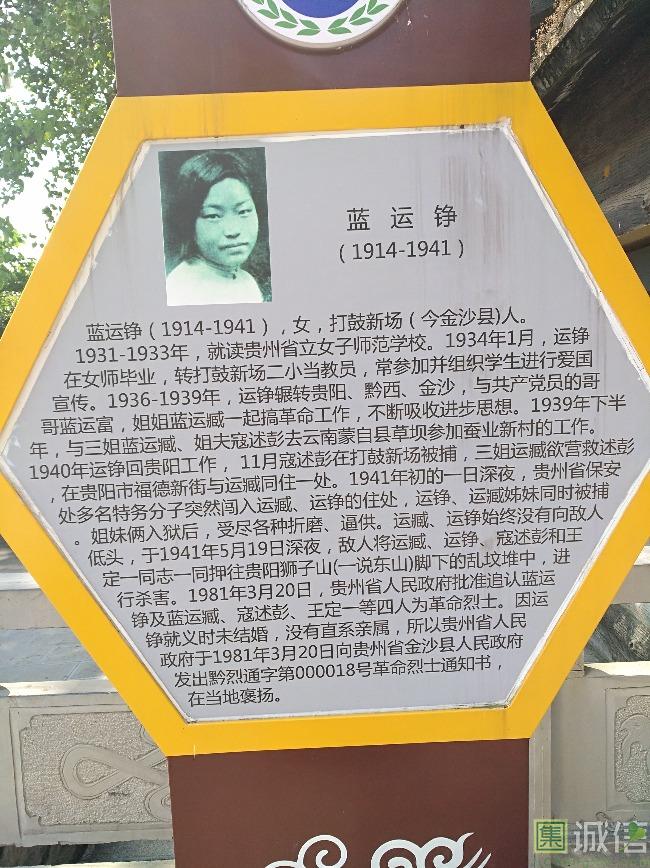 蓝运铮
（1914-1941）
蓝运铮（1914-1941），女，打鼓新场（今金沙县）人。
1931-1933年，就读贵州省立女子师范学校。1934年1月，运铮
在女师毕业，转打鼓新场二小当教员，常参加并组织学生进行爱国
宣传。1936-1939年，运铮辗转贵阳、黔西、金沙，与共产党员的哥
哥蓝运富，姐姐蓝运臧一起搞革命工作，不断吸收进步思想。1939年下半
年，与三姐蓝运臧、姐夫寇述彭去云南蒙自县草坝参加蚕业新村的工作。
1940年运铮回贵阳工作，11月寇述彭在打鼓新场被捕，三姐运臧欲营救述彭
，在贵阳市福德新街与运臧同住一处。1941年初的一日深夜，贵州省保安
处多名特务分子突然闯入运臧、运铮的住处，运铮、运臧姊妹同时被捕
。姐妹俩入狱后，受尽各种折磨、逼供。运臧、运铮始终没有向敌人
低头，于1941年5月19日深夜，敌人将运臧、运铮、寇述彭和王
定一同志一同押往贵阳狮子山(一说东山)脚下的乱坟堆中，进
行杀害。1981年3月20日，贵州省人民政府批准追认蓝运
铮及蓝运臧、寇述彭、王定一等四人为革命烈士。因运
铮就义时未结婚，没有直系亲属，所以贵州省人民
政府于1981年3月20日向贵州省金沙县人民政府
发出黔烈通字第000018号革命烈士通知书，
在当地褒扬。
集诚信